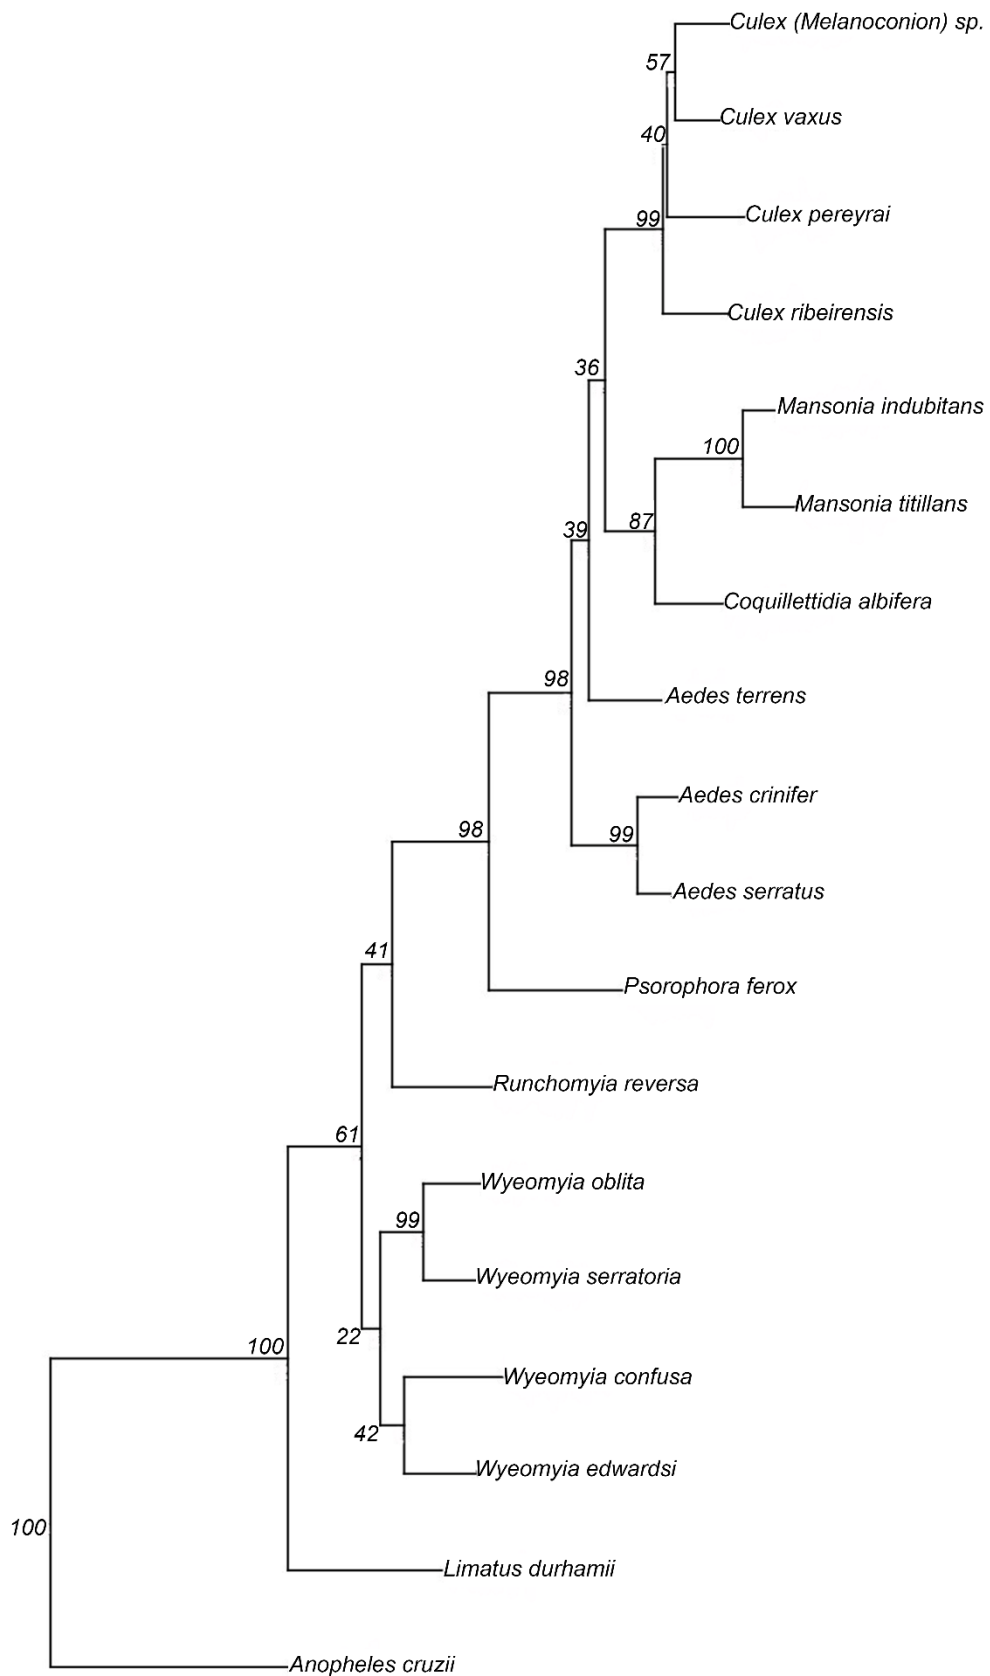 Culex (Melanoconion) sp.
57
Culex vaxus
40
Culex pereyrai
99
Culex ribeirensis
36
Mansonia indubitans
100
Mansonia titillans
87
39
Coquillettidia albifera
98
Aedes terrens
Aedes crinifer
99
98
Aedes serratus
41
Psorophora ferox
Runchomyia reversa
61
Wyeomyia oblita
99
Wyeomyia serratoria
22
100
Wyeomyia confusa
42
Wyeomyia edwardsi
100
Limatus durhamii
Anopheles cruzii